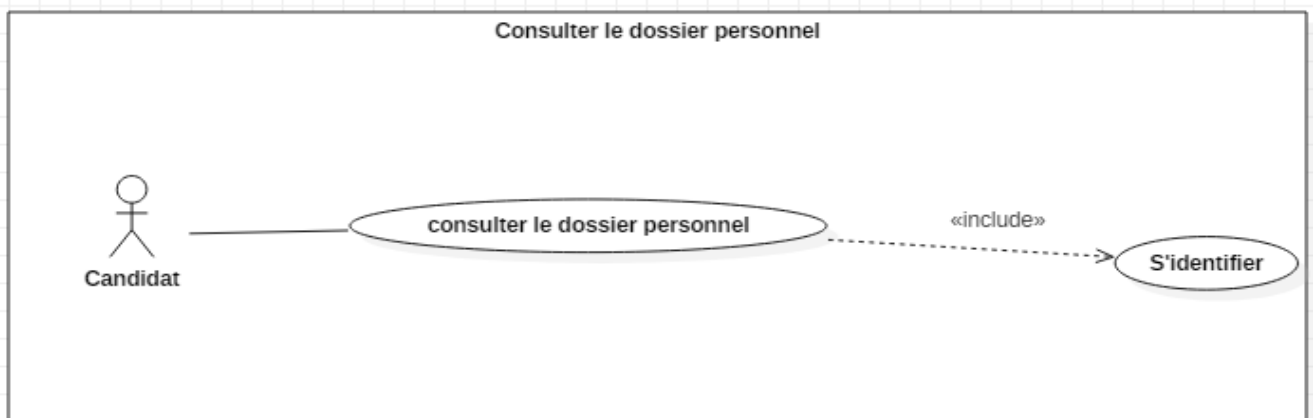 Consulter le dossier personnel
consulter le dossier personnel
«include»
S'identifier
Candidat